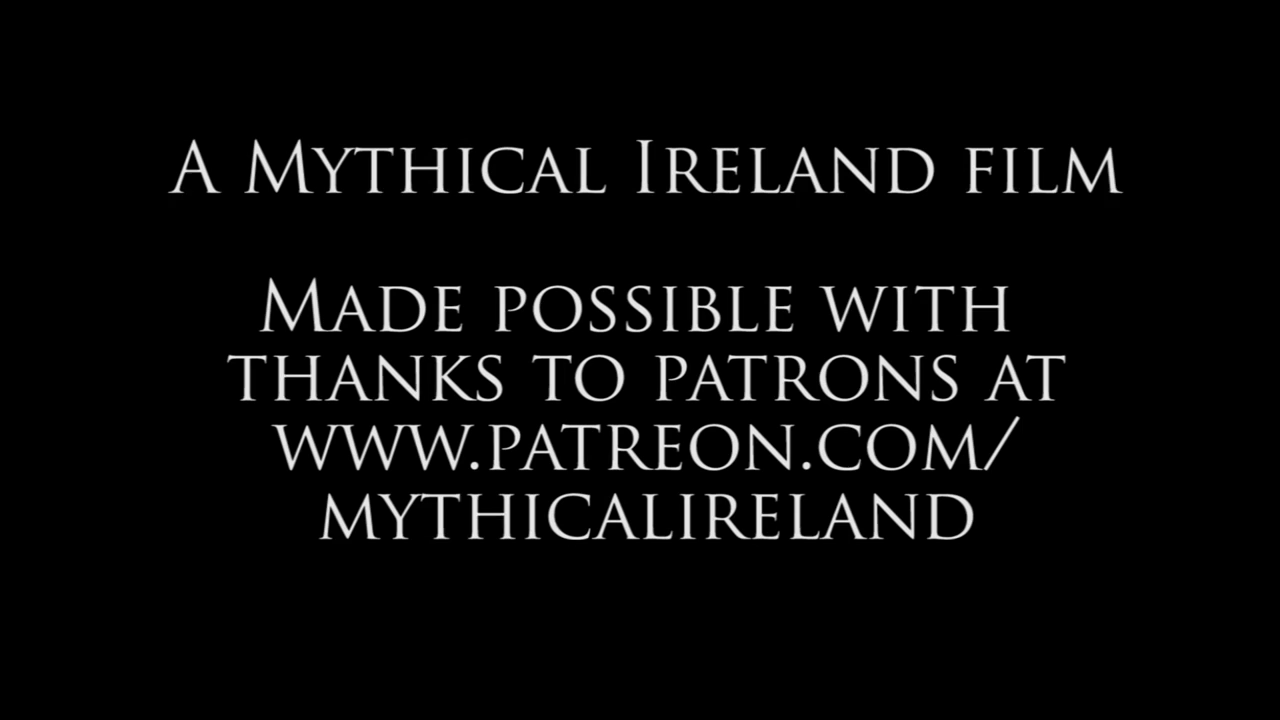 A Mythical Ireland film
Made possible with
thanks to patrons at
www.patreon.com/
mythicalireland